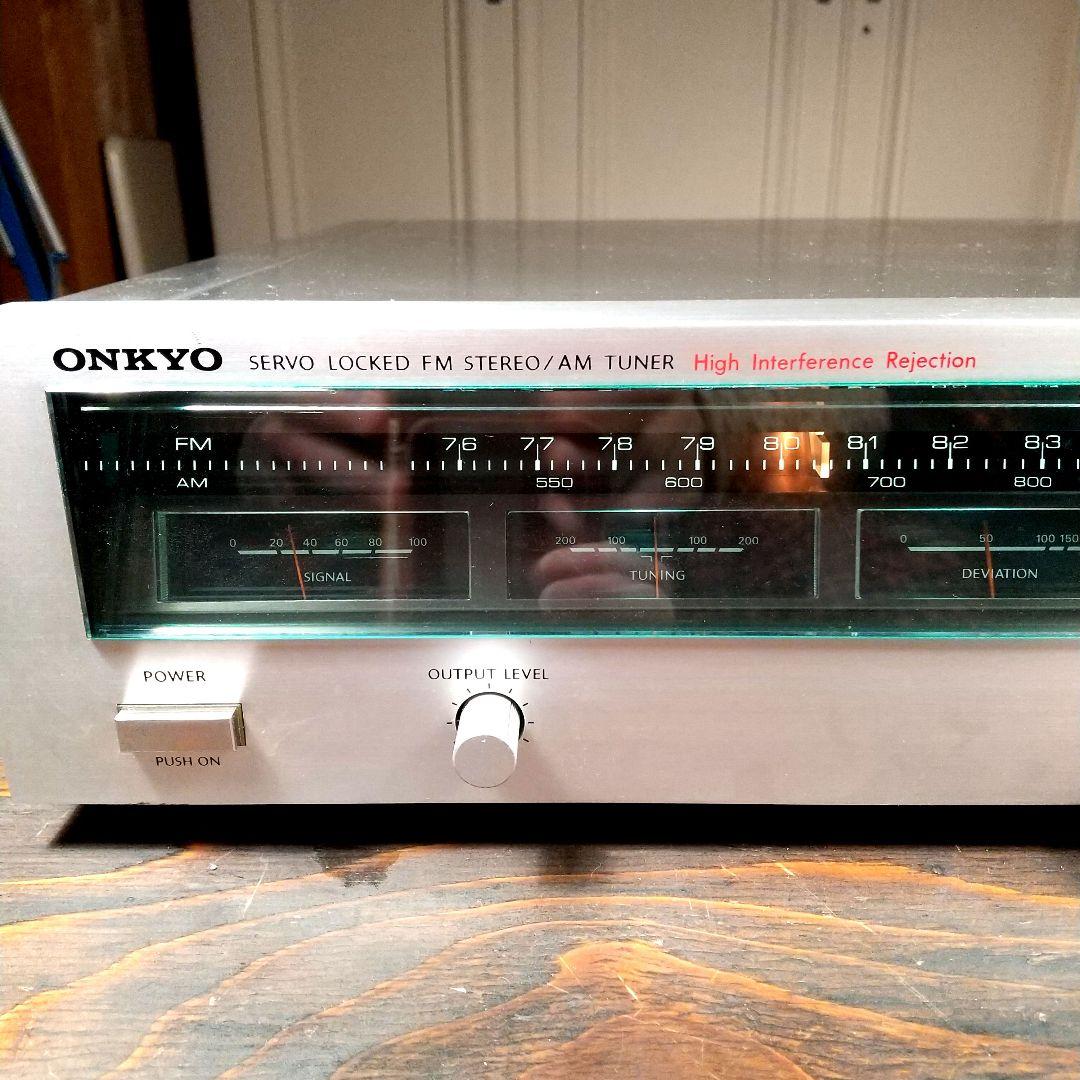 ONKYO SERVO LOCKED FM STEREO/AM TUNER High Interference Rejection
FM 76 77 78 79 80 81 82 83
AM 550 600 700 800
0 20 40 60 80 100
SIGNAL
200 100 100 200
TUNING
0 50 100 150
DEVIATION
POWER
OUTPUT LEVEL
PUSH ON